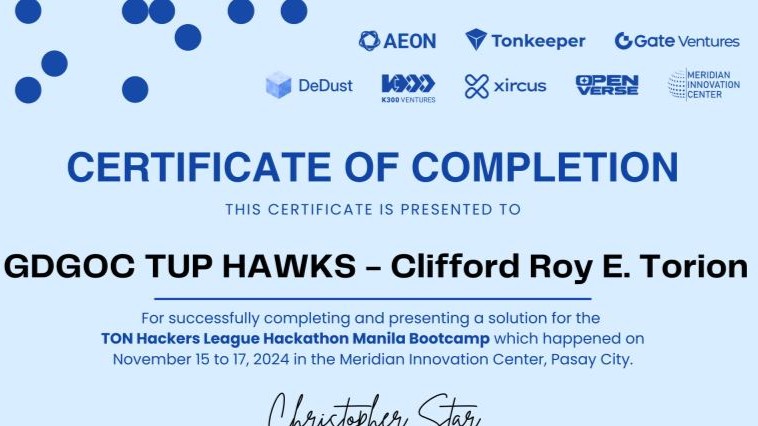 AEON
Tonkeeper
Gate Ventures
DeDust
K300 VENTURES
xircus
OPEN
VERSE
MERIDIAN
INNOVATION
CENTER
CERTIFICATE OF COMPLETION
THIS CERTIFICATE IS PRESENTED TO
GDGOC TUP HAWKS - Clifford Roy E. Torion
For successfully completing and presenting a solution for the
TON Hackers League Hackathon Manila Bootcamp which happened on
November 15 to 17, 2024 in the Meridian Innovation Center, Pasay City.
Christopher Star